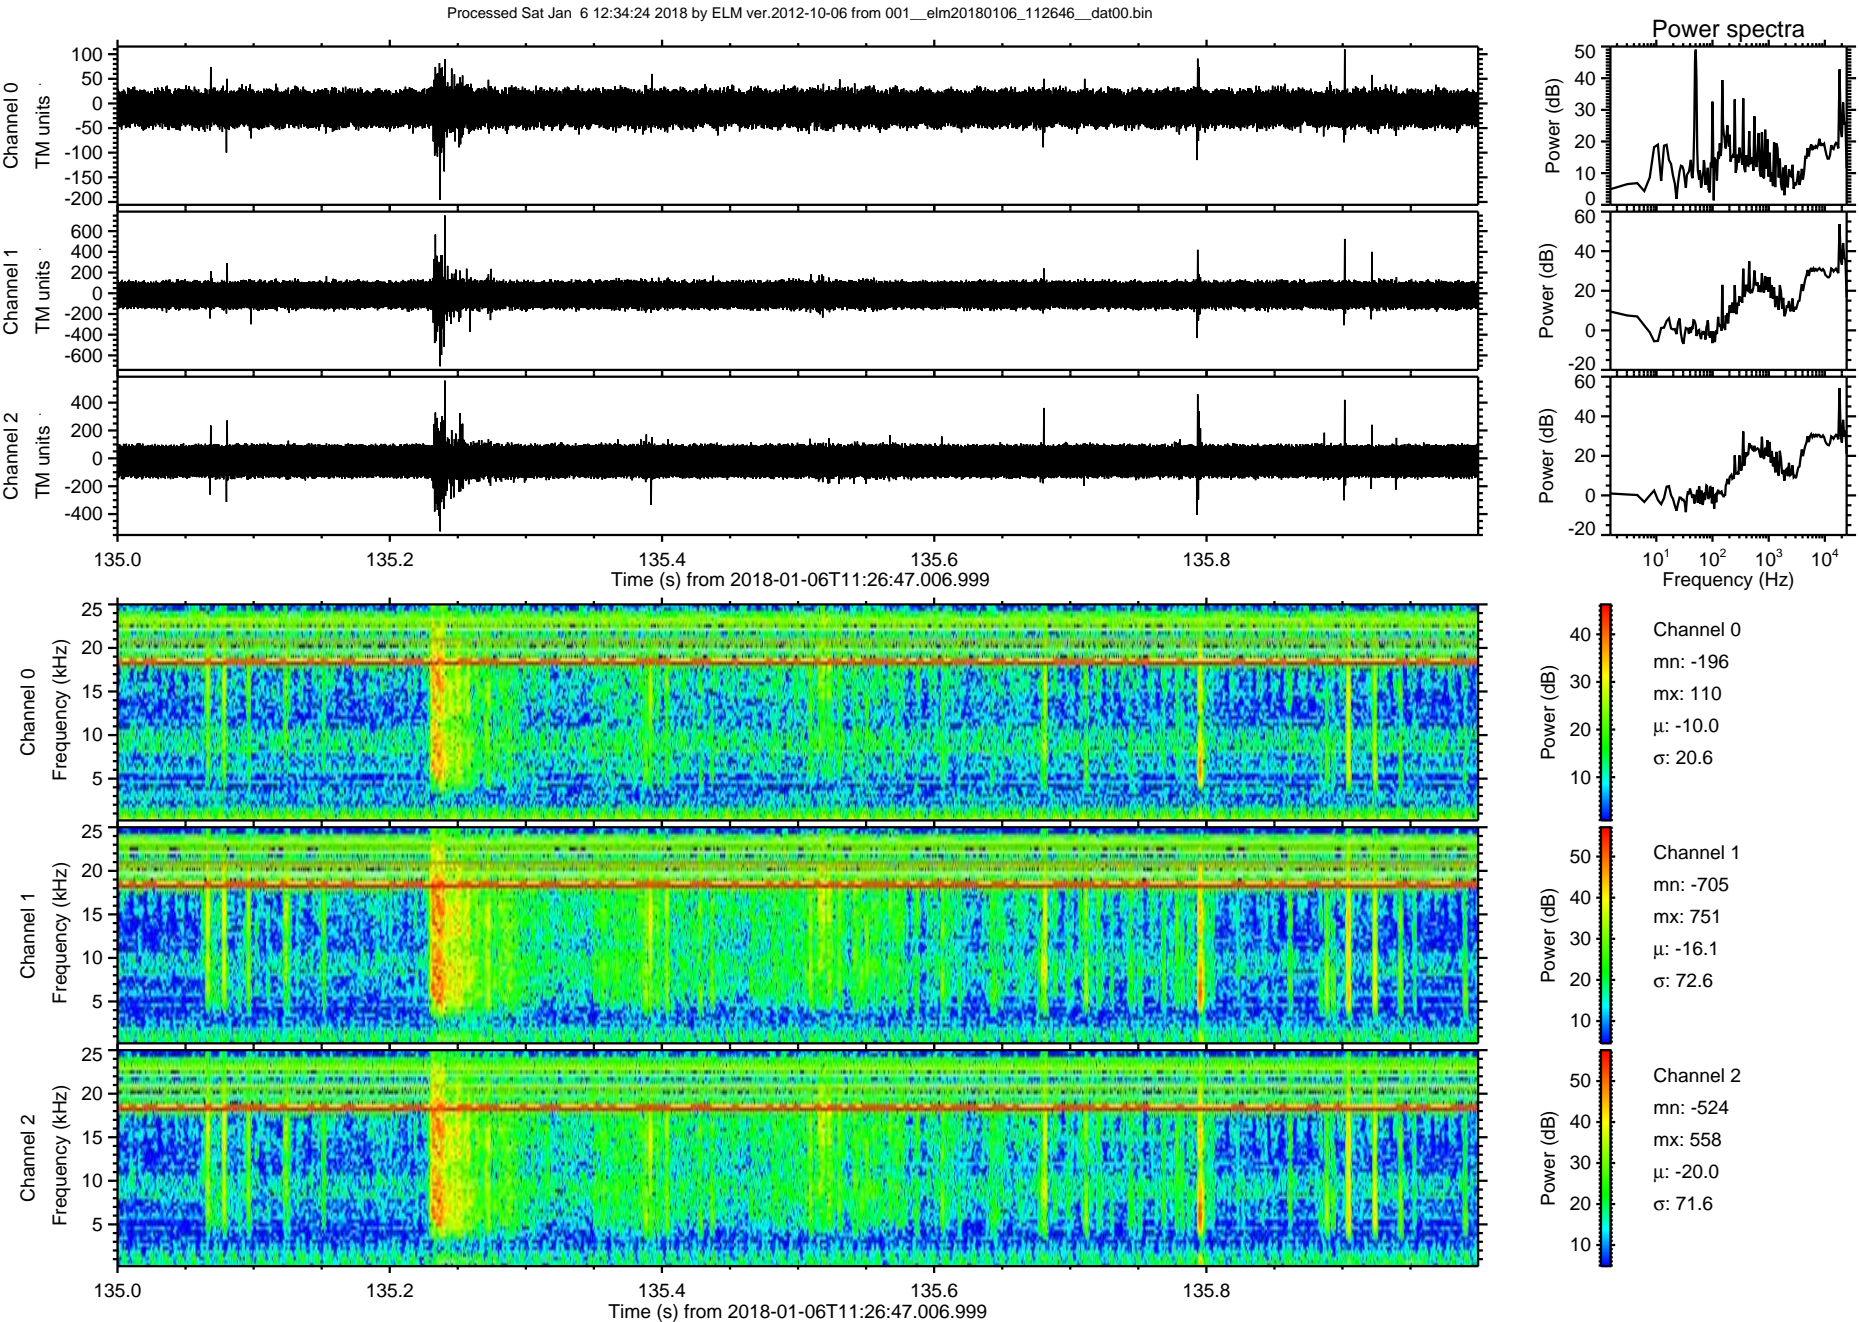 Processed Sat Jan  6 12:34:24 2018 by ELM ver.2012-10-06 from 001__elm20180106_112646__dat00.bin
Power spectra
Channel 0
TM units
100
50
0
-50
-100
-150
-200
Power (dB)
50
40
30
20
10
0
Channel 1
TM units
600
400
200
0
-200
-400
-600
Power (dB)
60
40
20
0
-20
Channel 2
TM units
400
200
0
-200
-400
Power (dB)
60
40
20
0
-20
135.0 135.2 135.4 135.6 135.8
Time (s) from 2018-01-06T11:26:47.006.999
10¹ 10² 10³ 10⁴
Frequency (Hz)
Channel 0
Frequency (kHz)
25
20
15
10
5
Power (dB)
40
30
20
10
Channel 0
mn: -196
mx: 110
μ: -10.0
σ: 20.6
Channel 1
Frequency (kHz)
25
20
15
10
5
Power (dB)
50
40
30
20
10
Channel 1
mn: -705
mx: 751
μ: -16.1
σ: 72.6
Channel 2
Frequency (kHz)
25
20
15
10
5
Power (dB)
50
40
30
20
10
Channel 2
mn: -524
mx: 558
μ: -20.0
σ: 71.6
135.0 135.2 135.4 135.6 135.8
Time (s) from 2018-01-06T11:26:47.006.999